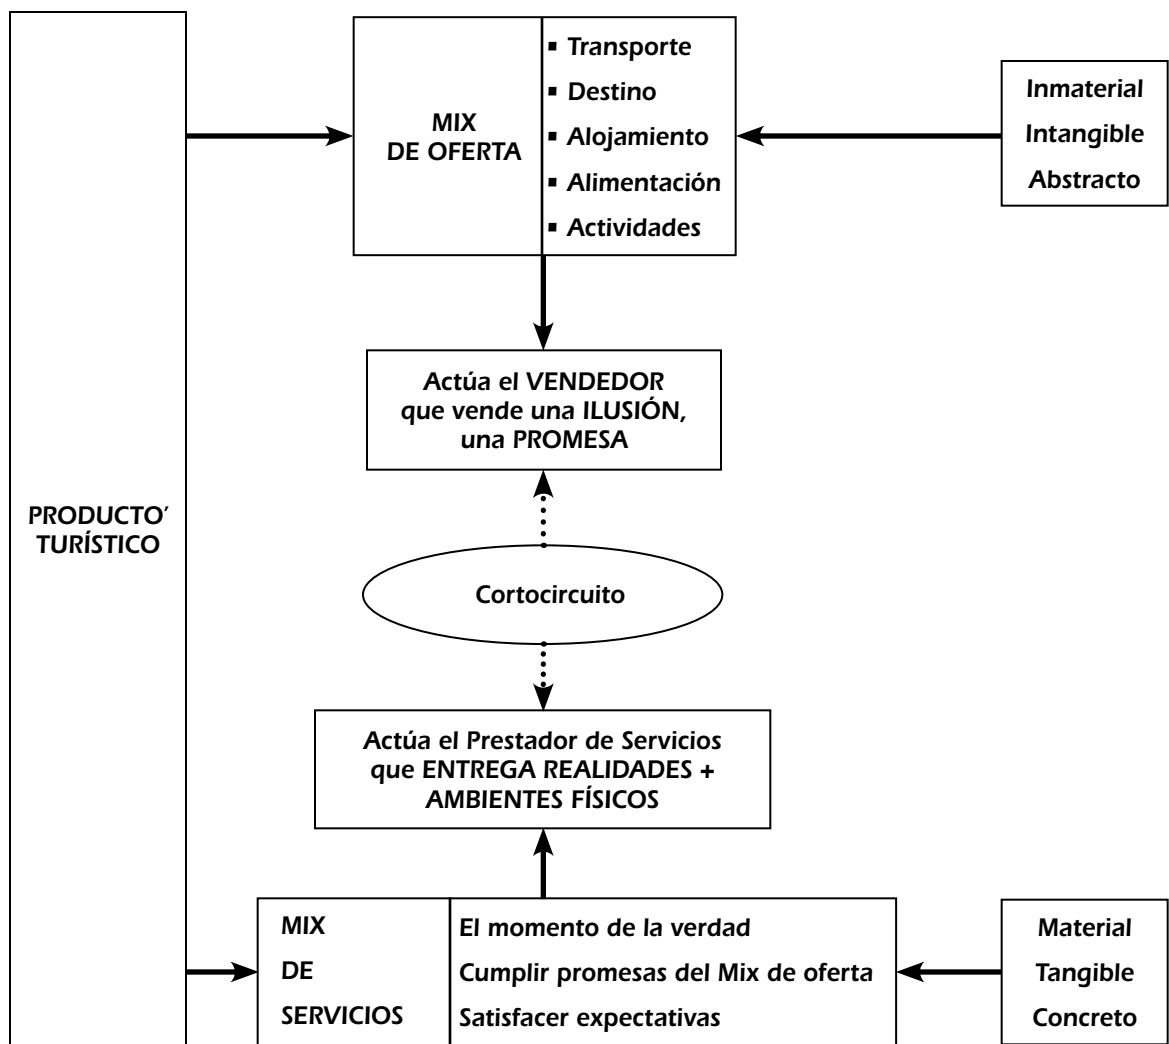 ▪ Transporte
▪ Destino
MIX
DE OFERTA
▪ Alojamiento
▪ Alimentación
▪ Actividades
Inmaterial
Intangible
Abstracto
Actúa el VENDEDOR
que vende una ILUSIÓN,
una PROMESA
PRODUCTO’
TURÍSTICO
Cortocircuito
Actúa el Prestador de Servicios
que ENTREGA REALIDADES +
AMBIENTES FÍSICOS
MIX
DE
SERVICIOS
El momento de la verdad
Cumplir promesas del Mix de oferta
Satisfacer expectativas
Material
Tangible
Concreto